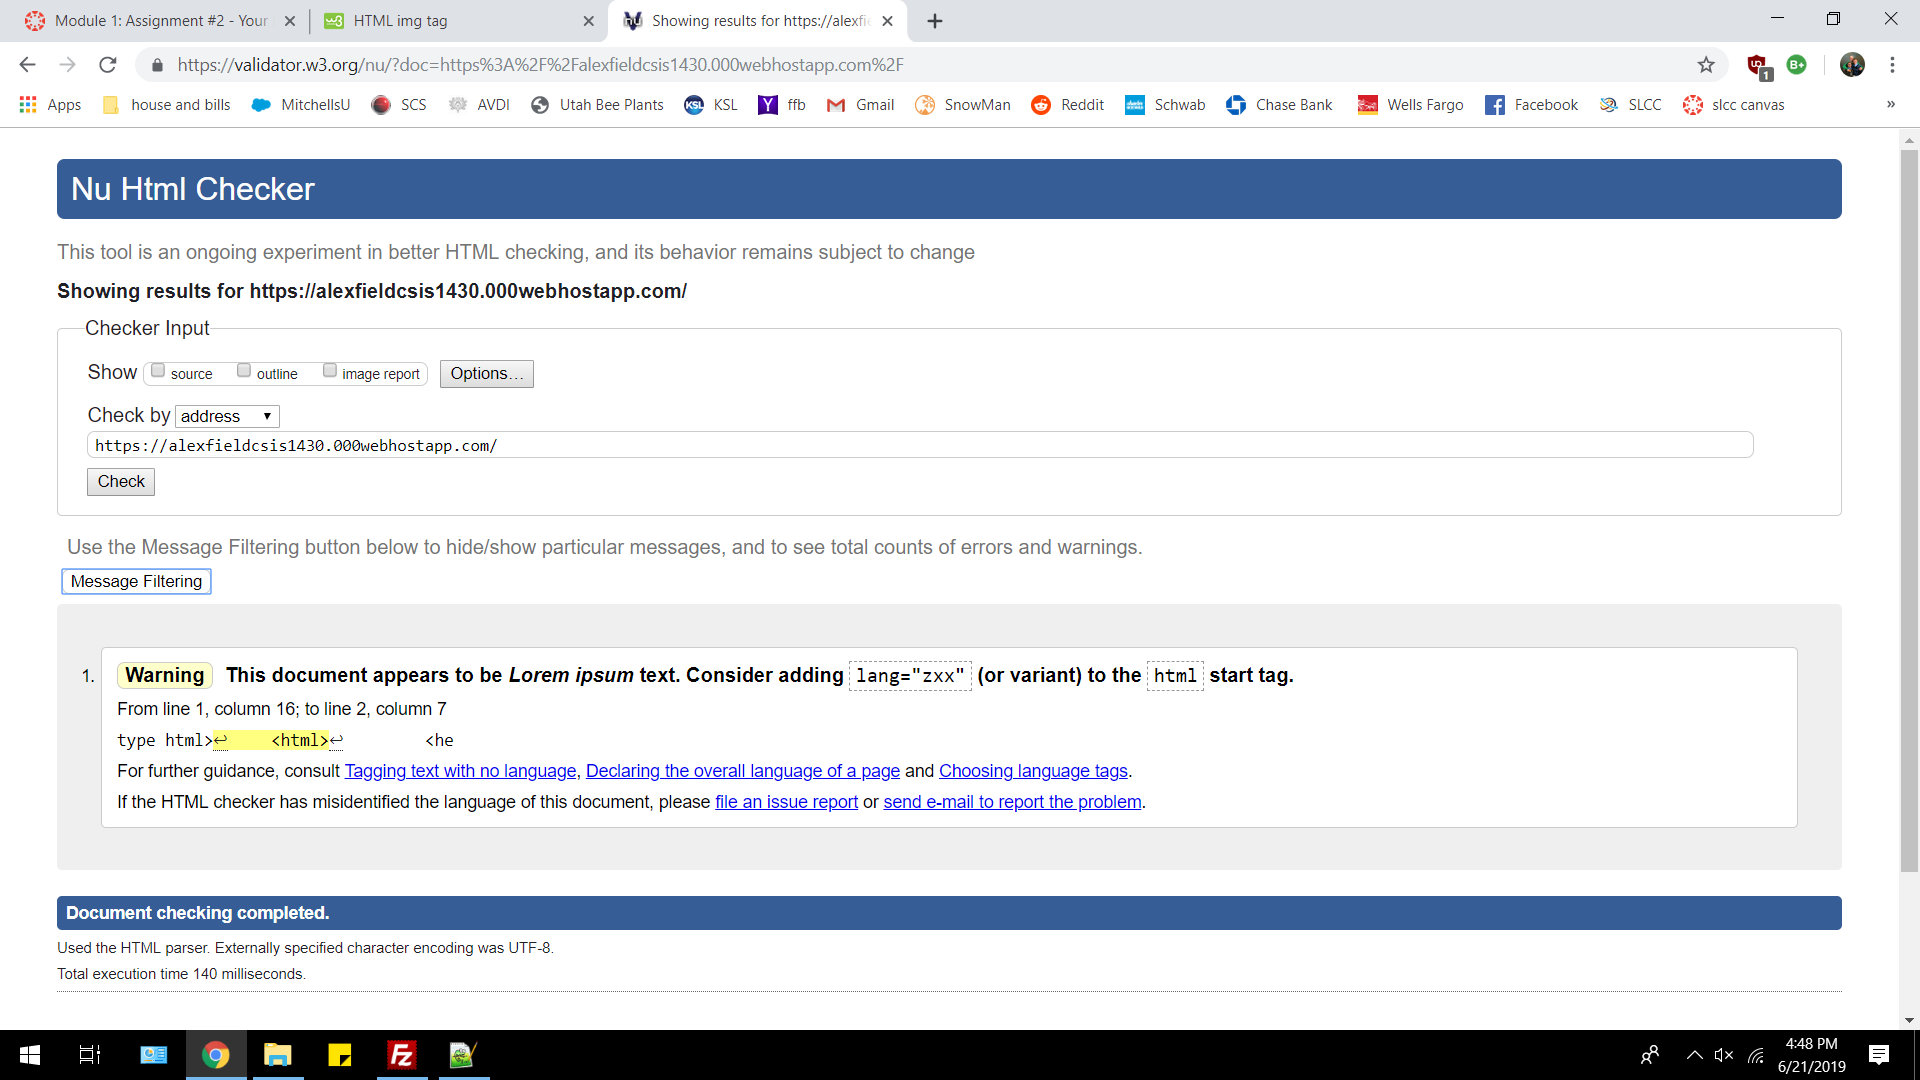 Module 1: Assignment #2 - Your
HTML img tag
Showing results for https://alexfie
https://validator.w3.org/nu/?doc=https%3A%2F%2Falexfieldcsis1430.000webhostapp.com%2F
Apps house and bills MitchellsU SCS AVDI Utah Bee Plants KSL KSL Y ffb Gmail SnowMan Reddit Schwab Chase Bank Wells Fargo Facebook SLCC slcc canvas »
Nu Html Checker
This tool is an ongoing experiment in better HTML checking, and its behavior remains subject to change
Showing results for https://alexfieldcsis1430.000webhostapp.com/
Checker Input
Show source outline image report Options...
Check by address
https://alexfieldcsis1430.000webhostapp.com/
Check
Use the Message Filtering button below to hide/show particular messages, and to see total counts of errors and warnings.
Message Filtering
1. Warning This document appears to be Lorem ipsum text. Consider adding lang="zxx" (or variant) to the html start tag.
From line 1, column 16; to line 2, column 7
type html>↩ <html>↩ <he
For further guidance, consult Tagging text with no language, Declaring the overall language of a page and Choosing language tags.
If the HTML checker has misidentified the language of this document, please file an issue report or send e-mail to report the problem.
Document checking completed.
Used the HTML parser. Externally specified character encoding was UTF-8.
Total execution time 140 milliseconds.
4:48 PM
6/21/2019